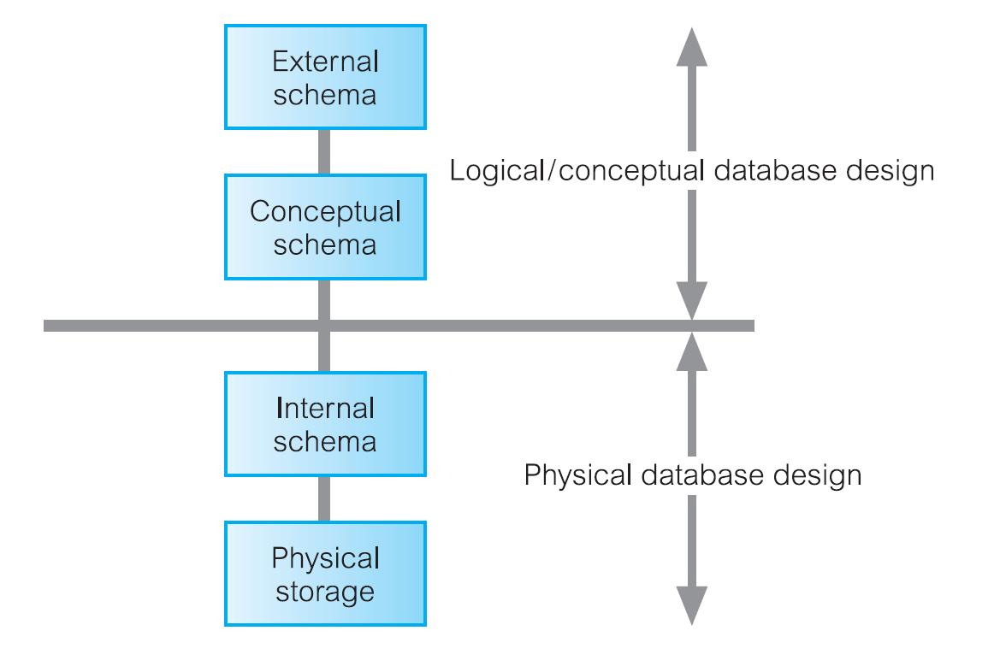 External
schema
Logical/conceptual database design
Conceptual
schema
Internal
schema
Physical database design
Physical
storage